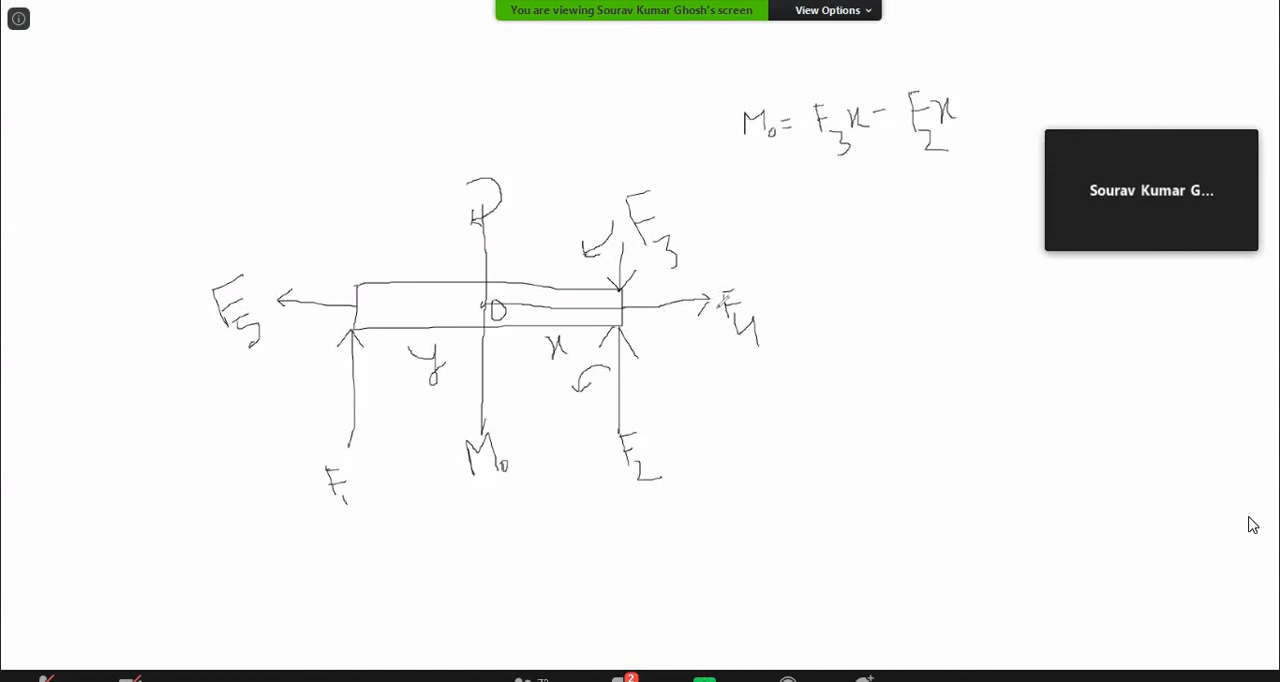 You are viewing Sourav Kumar Ghosh's screen
View Options
M₀ = F₃x - F₂x
Sourav Kumar G...
P
F₃
F₅
O
F₄
y
x
M₀
F₂
F₁
2